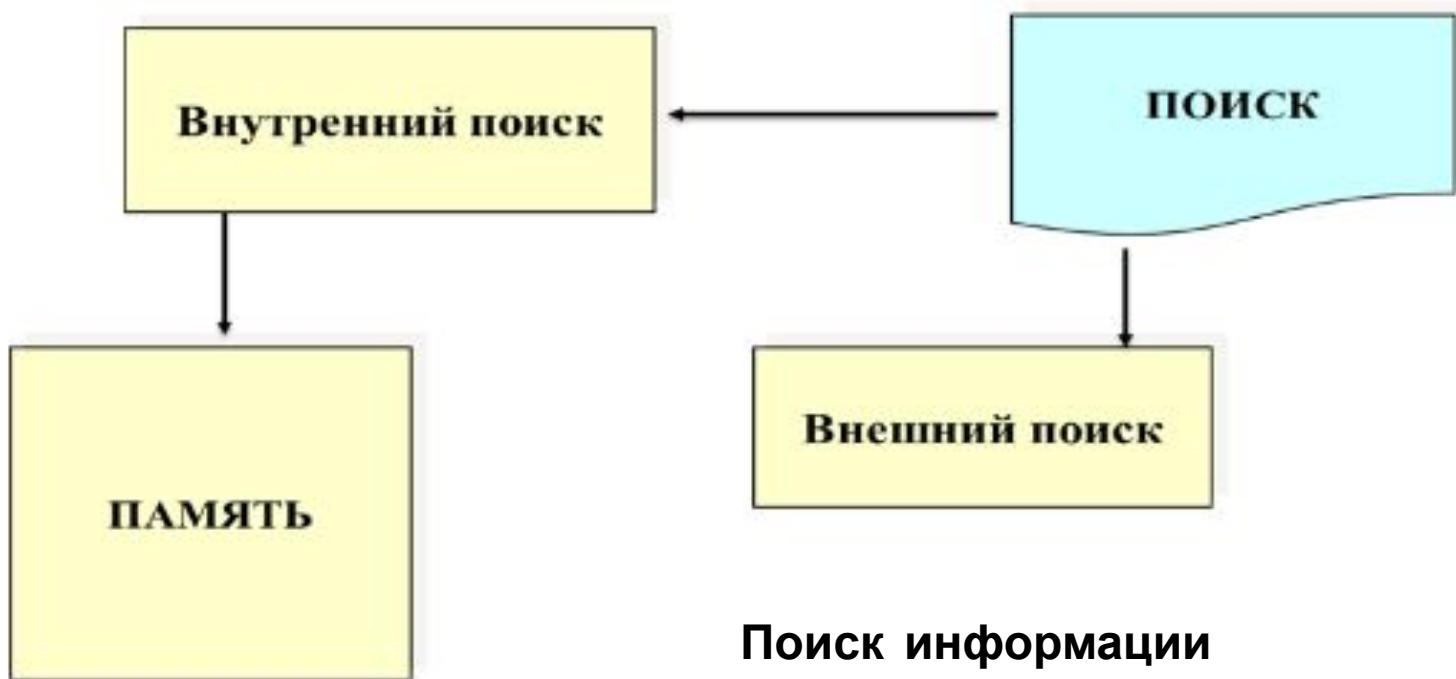 Внутренний поиск
ПОИСК
ПАМЯТЬ
Внешний поиск
Поиск информации